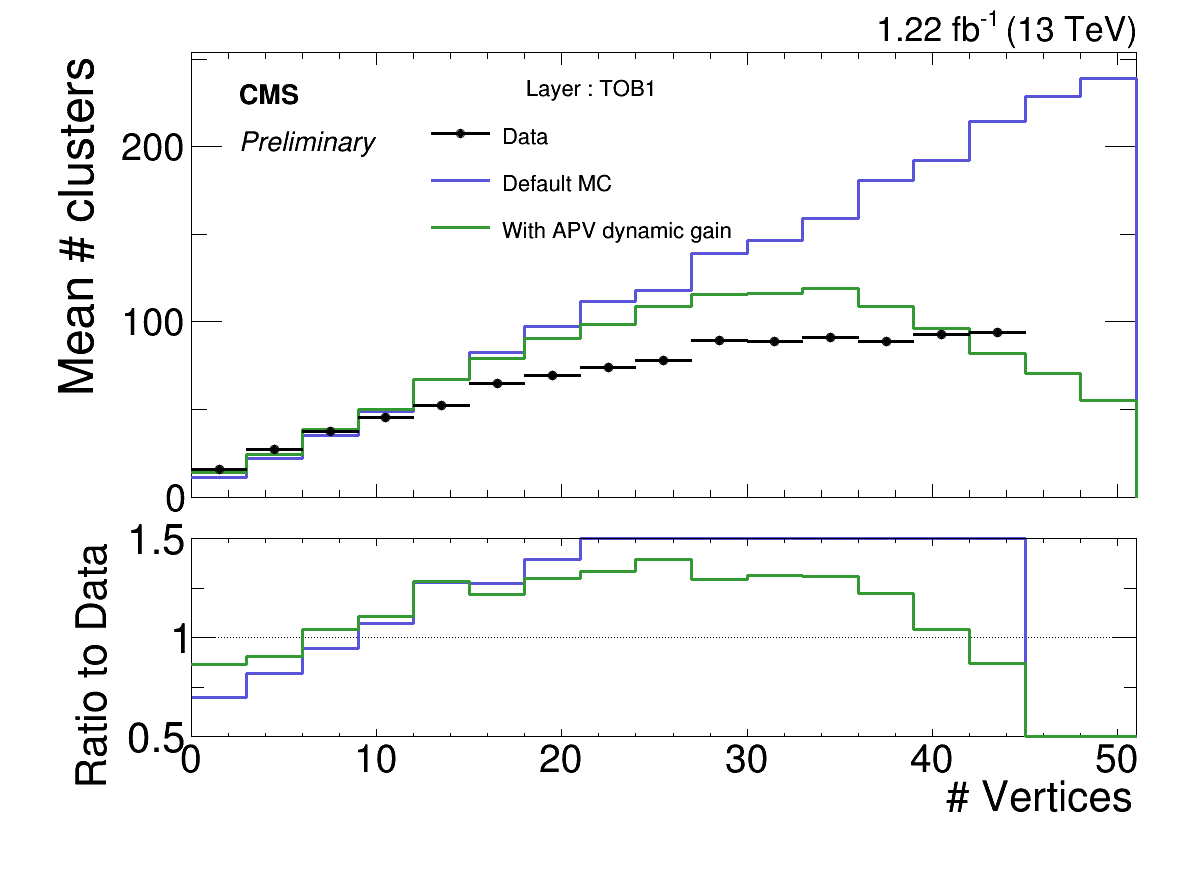 1.22 fb-1 (13 TeV)
CMS
Preliminary
Layer : TOB1
Data
Default MC
With APV dynamic gain
Mean # clusters
200
100
0
Ratio to Data
1.5
1
0.5
0 10 20 30 40 50
# Vertices